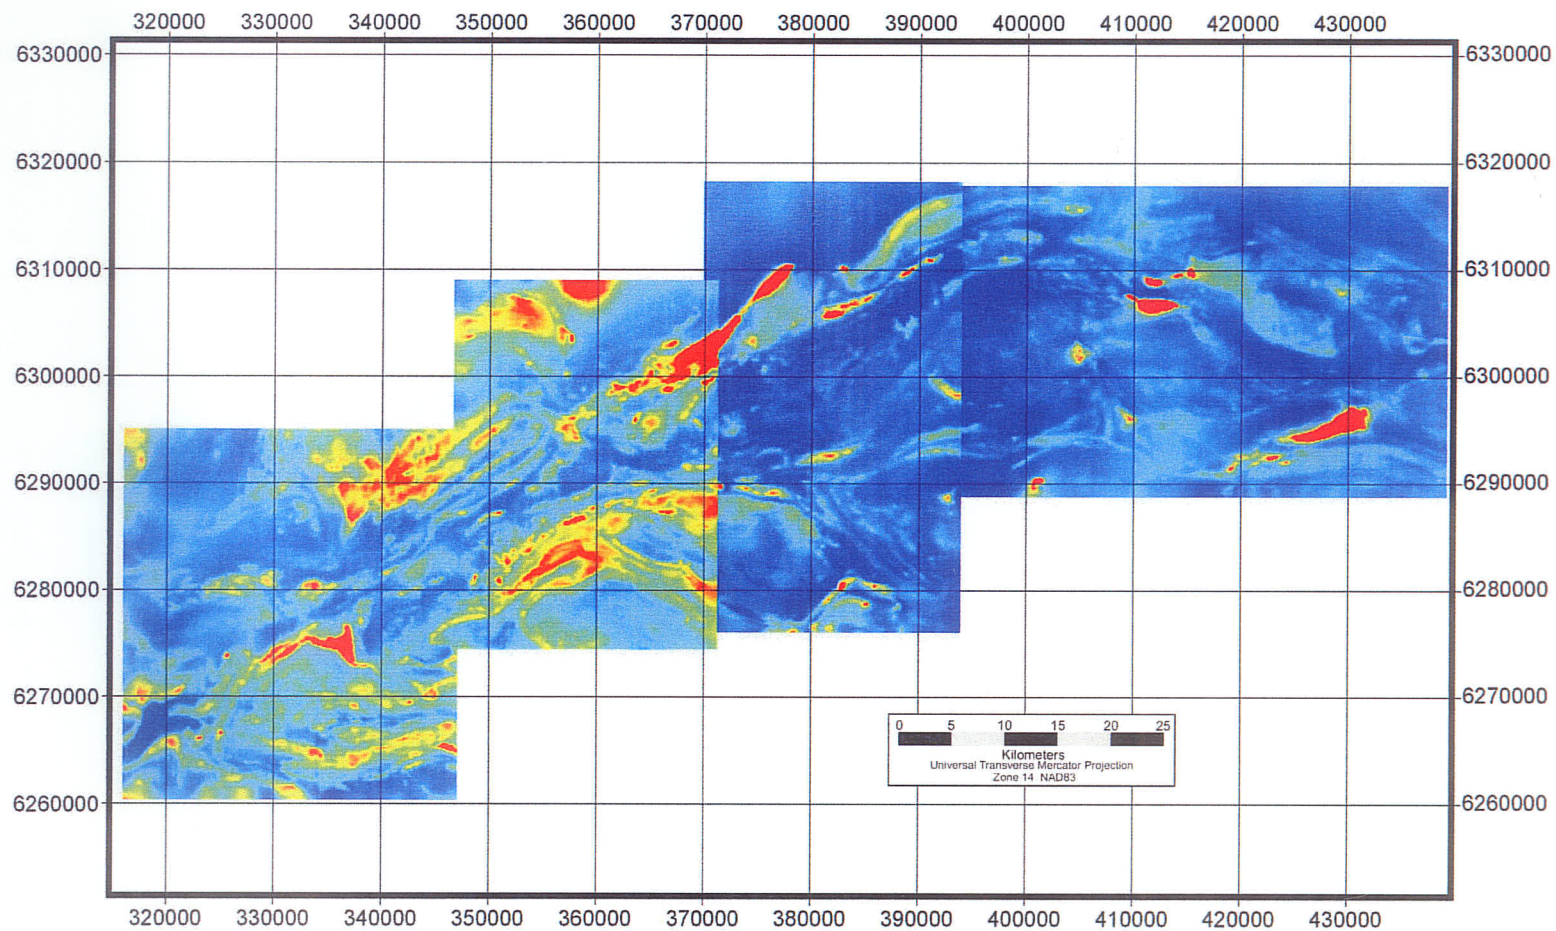 320000 330000 340000 350000 360000 370000 380000 390000 400000 410000 420000 430000
6330000 6330000
6320000 6320000
6310000 6310000
6300000 6300000
6290000 6290000
6280000 6280000
6270000 6270000
0 5 10 15 20 25
Kilometers
Universal Transverse Mercator Projection
Zone 14 NAD83
6260000 6260000
320000 330000 340000 350000 360000 370000 380000 390000 400000 410000 420000 430000